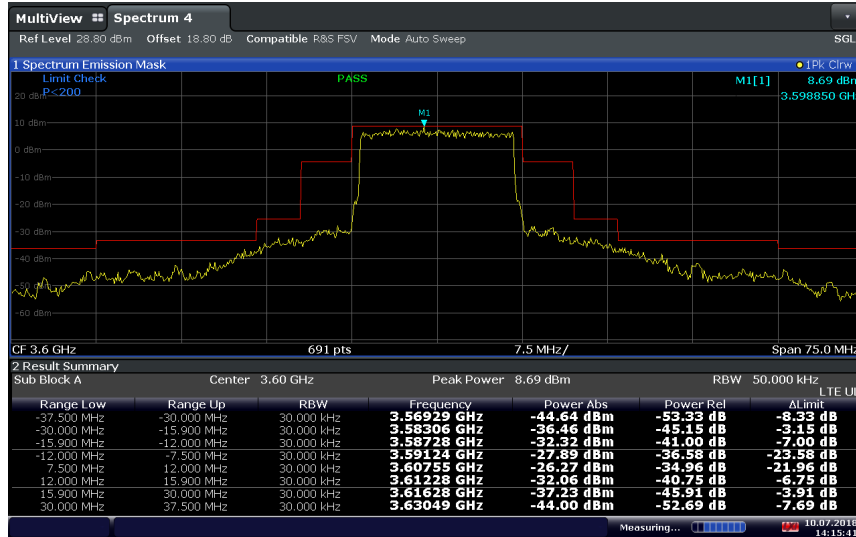 MultiView Spectrum 4
Ref Level 28.80 dBm Offset 18.80 dB Compatible R&S FSV Mode Auto Sweep SGL
1 Spectrum Emission Mask 1Pk Clrw
Limit Check PASS M1[1] 8.69 dBm
P<200 3.598850 GHz
20 dBm
M1
10 dBm
0 dBm
-10 dBm
-20 dBm
-30 dBm
-40 dBm
-50 dBm
-60 dBm
CF 3.6 GHz 691 pts 7.5 MHz/ Span 75.0 MHz
2 Result Summary
Sub Block A Center 3.60 GHz Peak Power 8.69 dBm RBW 50.000 kHz
LTE UL
Range Low Range Up RBW Frequency Power Abs Power Rel ΔLimit
-37.500 MHz -30.000 MHz 30.000 kHz 3.56929 GHz -44.64 dBm -53.33 dB -8.33 dB
-30.000 MHz -15.900 MHz 30.000 kHz 3.58306 GHz -36.46 dBm -45.15 dB -3.15 dB
-15.900 MHz -12.000 MHz 30.000 kHz 3.58728 GHz -32.32 dBm -41.00 dB -7.00 dB
-12.000 MHz -7.500 MHz 30.000 kHz 3.59124 GHz -27.89 dBm -36.58 dB -23.58 dB
7.500 MHz 12.000 MHz 30.000 kHz 3.60755 GHz -26.27 dBm -34.96 dB -21.96 dB
12.000 MHz 15.900 MHz 30.000 kHz 3.61228 GHz -32.06 dBm -40.75 dB -6.75 dB
15.900 MHz 30.000 MHz 30.000 kHz 3.61628 GHz -37.23 dBm -45.91 dB -3.91 dB
30.000 MHz 37.500 MHz 30.000 kHz 3.63049 GHz -44.00 dBm -52.69 dB -7.69 dB
Measuring... 10.07.2018
14:15:41